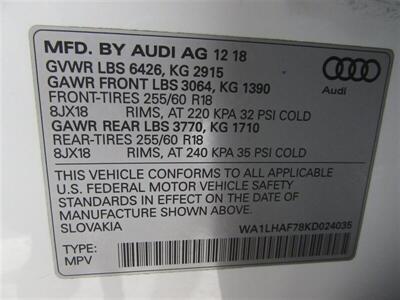 MFD. BY AUDI AG 12 18
GVWR LBS 6426, KG 2915
GAWR FRONT LBS 3064, KG 1390
FRONT-TIRES 255/60 R18
8JX18 RIMS, AT 220 KPA 32 PSI COLD
GAWR REAR LBS 3770, KG 1710
REAR-TIRES 255/60 R18
8JX18 RIMS, AT 240 KPA 35 PSI COLD
Audi
THIS VEHICLE CONFORMS TO ALL APPLICABLE
U.S. FEDERAL MOTOR VEHICLE SAFETY
STANDARDS IN EFFECT ON THE DATE OF
MANUFACTURE SHOWN ABOVE.
SLOVAKIA
WA1LHAF78KD024035
TYPE:
MPV